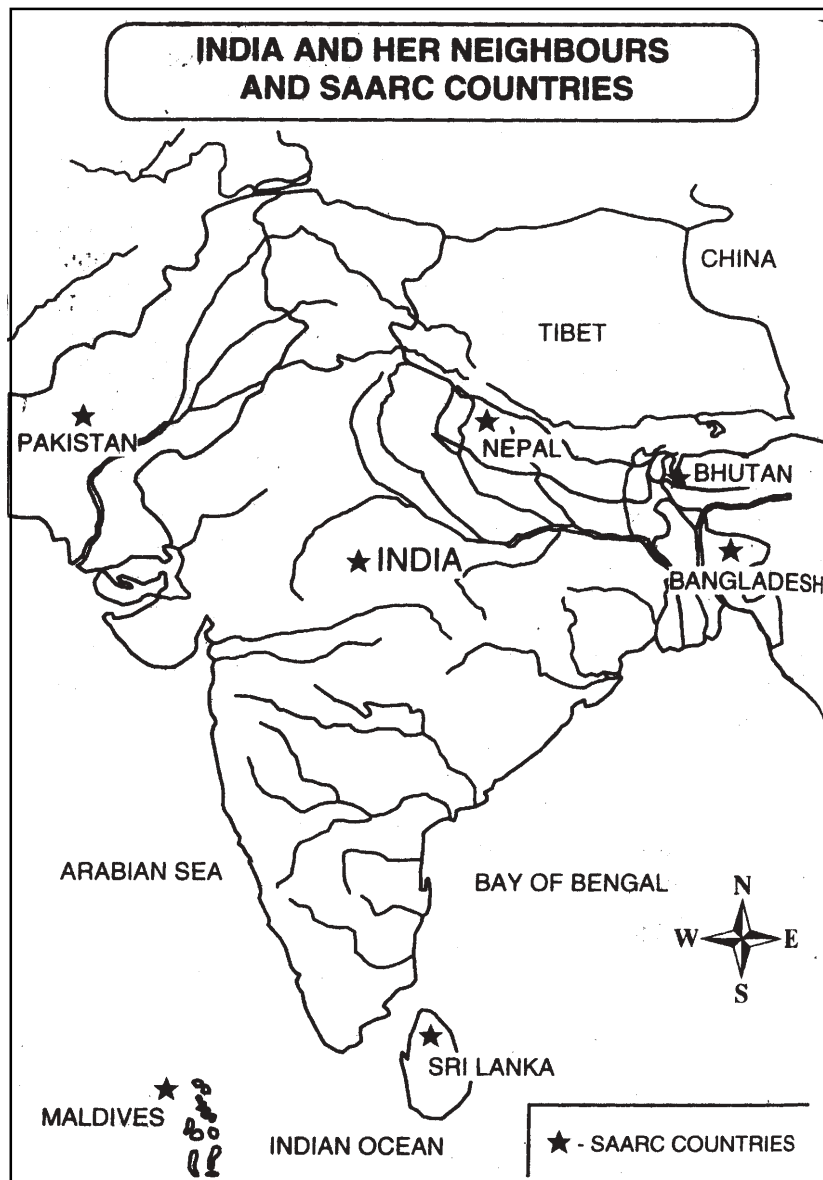 INDIA AND HER NEIGHBOURS
AND SAARC COUNTRIES
CHINA
TIBET
PAKISTAN
NEPAL
BHUTAN
INDIA
BANGLADESH
ARABIAN SEA
BAY OF BENGAL
N
W
E
S
SRI LANKA
MALDIVES
INDIAN OCEAN
★ - SAARC COUNTRIES